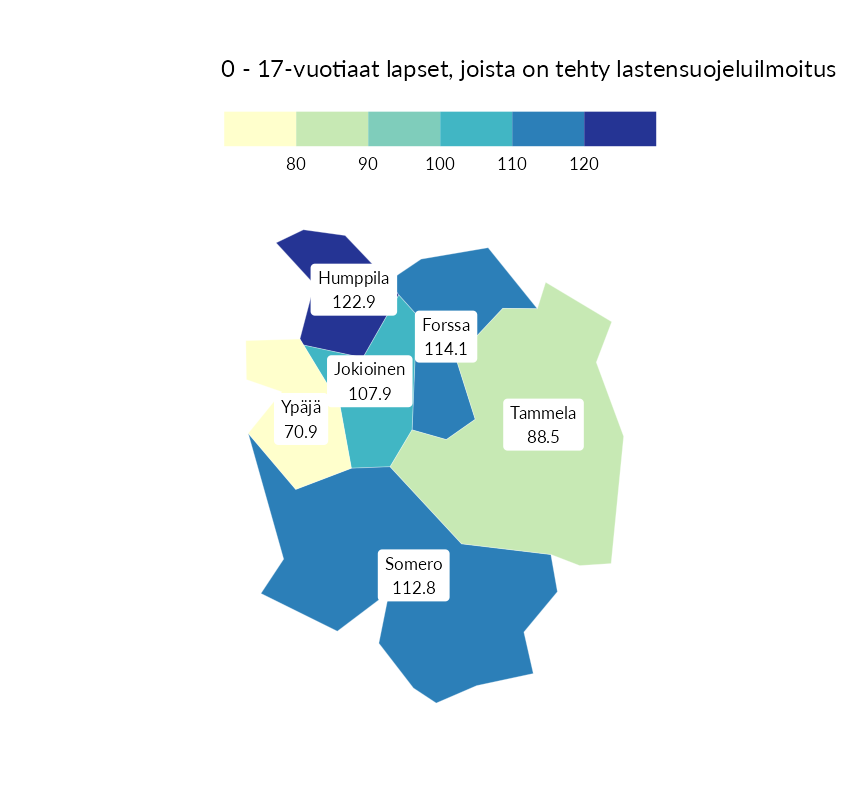 0 - 17-vuotiaat lapset, joista on tehty lastensuojeluilmoitus
80 90 100 110 120
Humppila
122.9
Forssa
114.1
Jokioinen
107.9
Ypäjä
70.9
Tammela
88.5
Somero
112.8